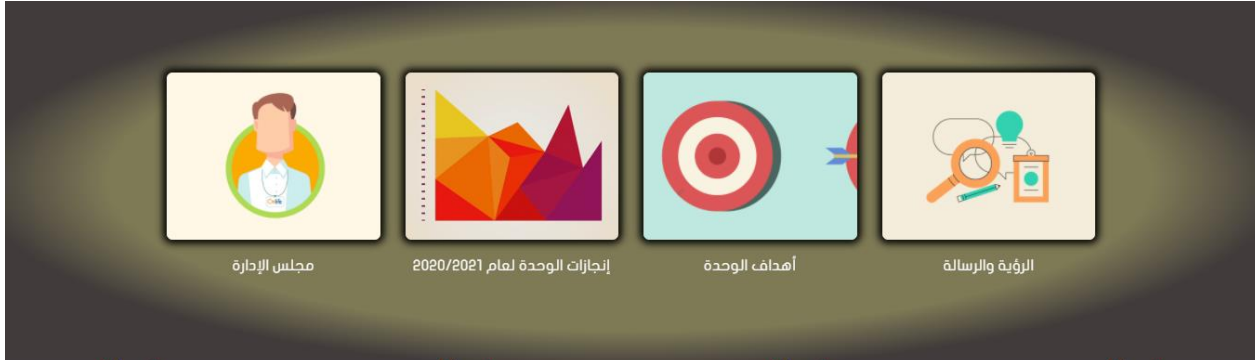 الرؤية والرسالة
أهداف الوحدة
إنجازات الوحدة لعام 2020/2021
مجلس الإدارة